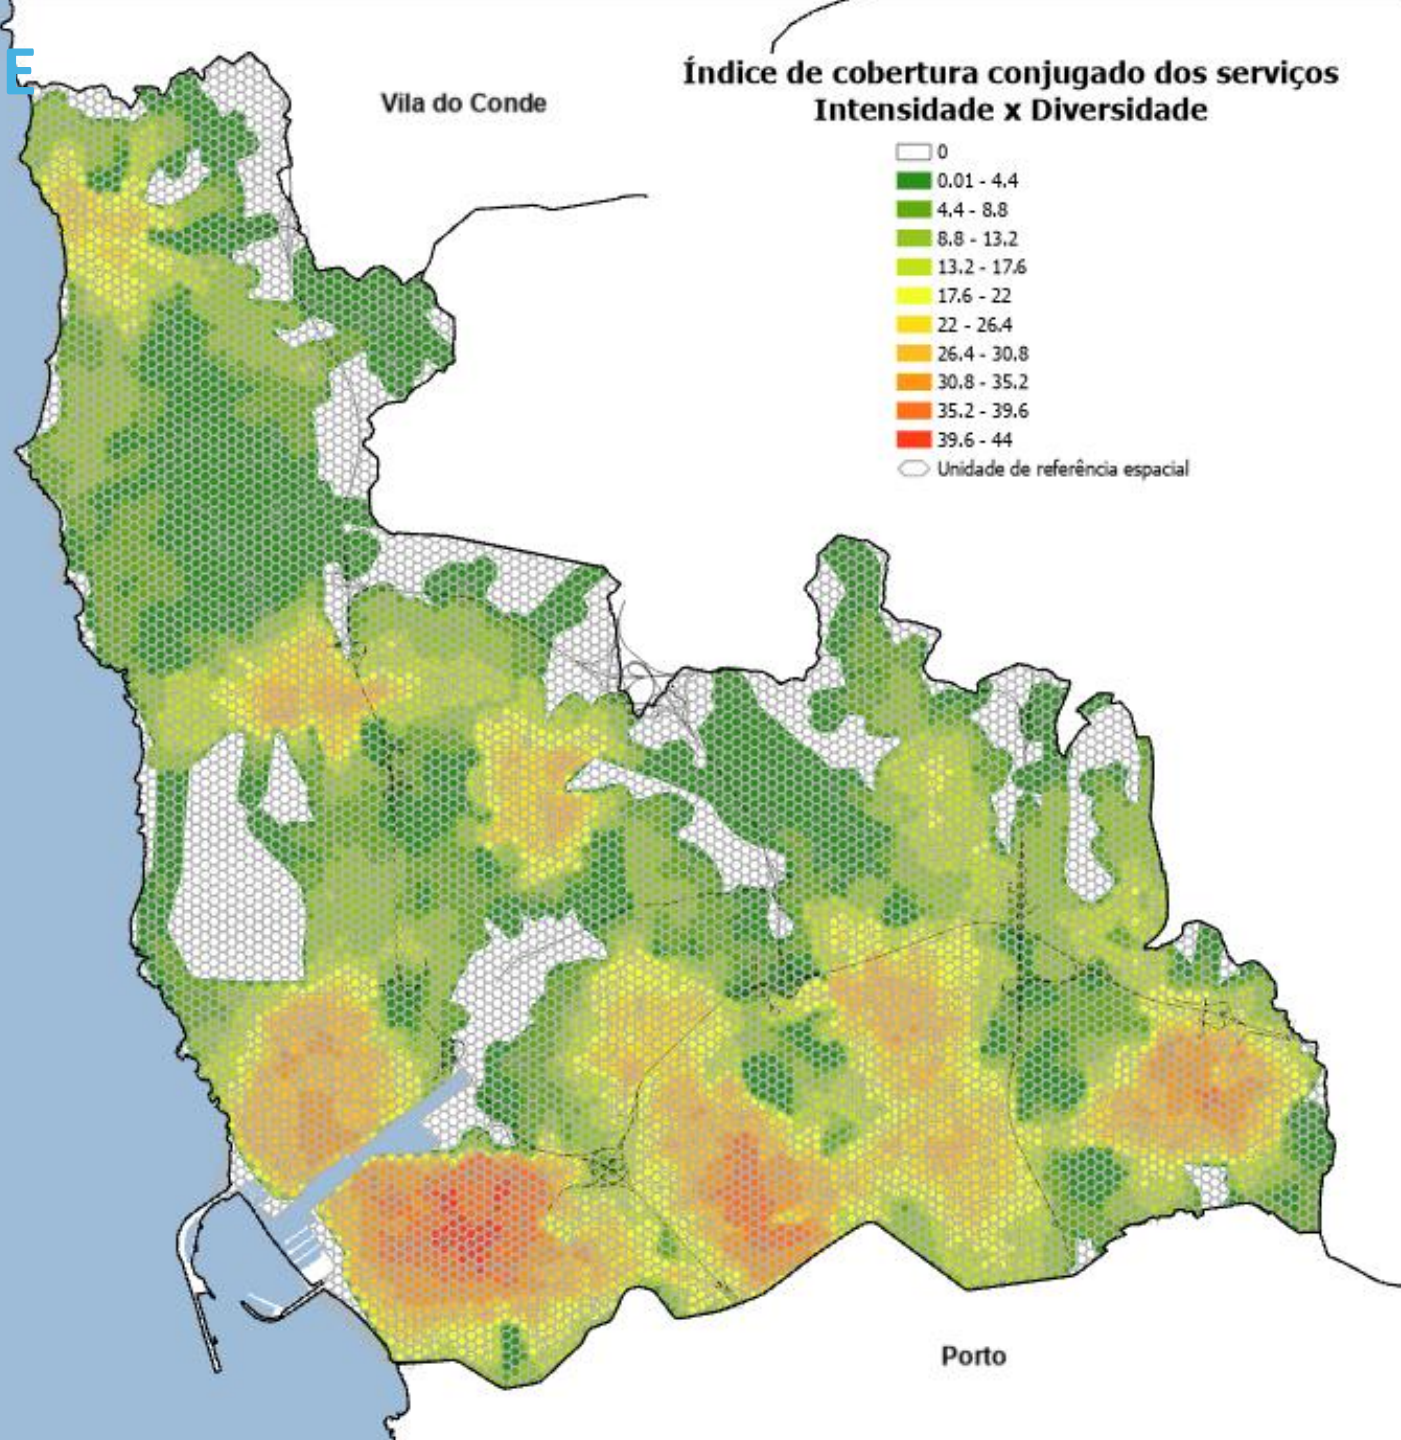 E
Vila do Conde
Índice de cobertura conjugado dos serviços
Intensidade x Diversidade
0
0.01 - 4.4
4.4 - 8.8
8.8 - 13.2
13.2 - 17.6
17.6 - 22
22 - 26.4
26.4 - 30.8
30.8 - 35.2
35.2 - 39.6
39.6 - 44
Unidade de referência espacial
Porto